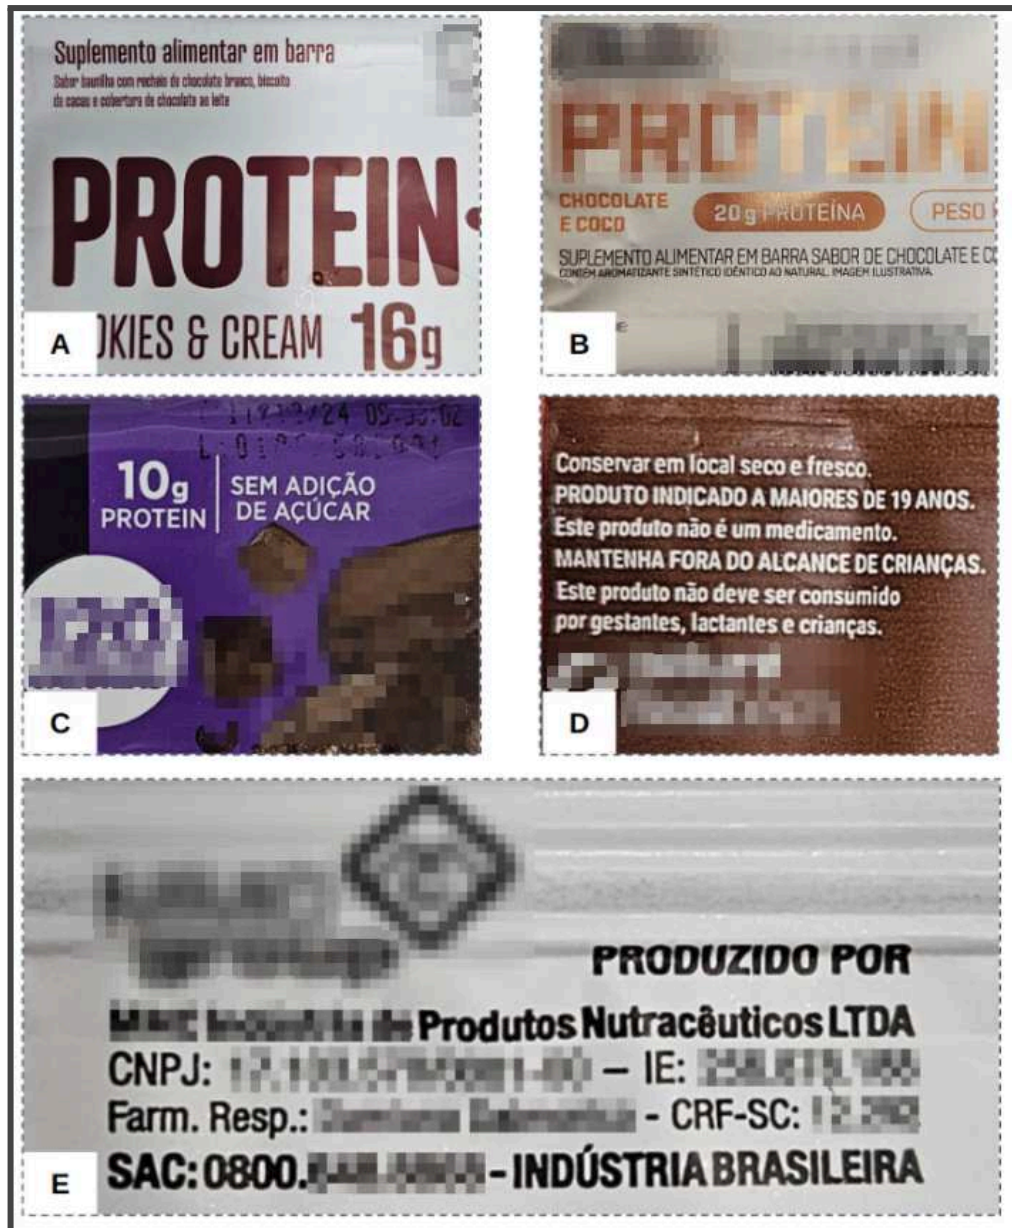 Suplemento alimentar em barra
Sabor baunilha com recheio de chocolate branco, biscoito
de cacau e cobertura de chocolate ao leite
PROTEIN
OKIES & CREAM 16g
A
PROTEIN
CHOCOLATE
E COCO
20 g PROTEÍNA
PESO
SUPLEMENTO ALIMENTAR EM BARRA SABOR DE CHOCOLATE E CO
CONTÉM AROMATIZANTE SINTÉTICO IDÊNTICO AO NATURAL. IMAGEM ILUSTRATIVA.
B
10g
PROTEIN
SEM ADIÇÃO
DE AÇÚCAR
C
Conservar em local seco e fresco.
PRODUTO INDICADO A MAIORES DE 19 ANOS.
Este produto não é um medicamento.
MANTENHA FORA DO ALCANCE DE CRIANÇAS.
Este produto não deve ser consumido
por gestantes, lactantes e crianças.
D
PRODUZIDO POR
de Produtos Nutracêuticos LTDA
CNPJ: – IE:
Farm. Resp.: - CRF-SC:
SAC: 0800. - INDÚSTRIA BRASILEIRA
E